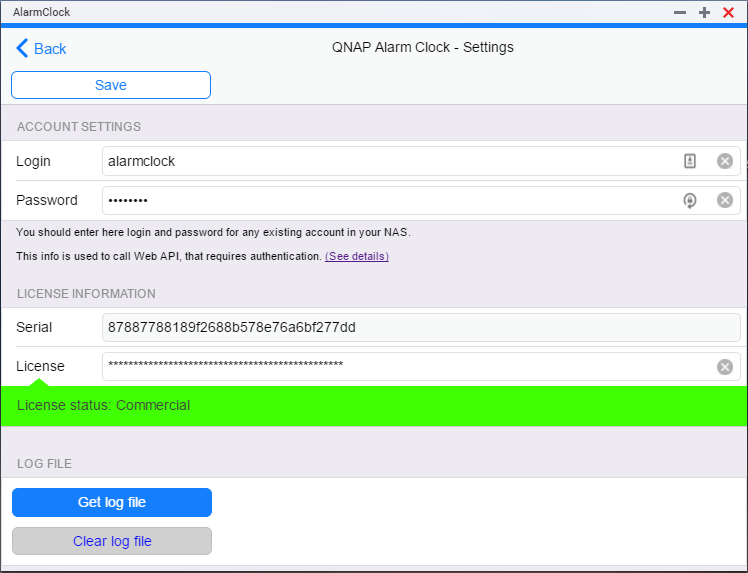 AlarmClock
Back
QNAP Alarm Clock - Settings
Save
ACCOUNT SETTINGS
Login
alarmclock
Password
••••••••
You should enter here login and password for any existing account in your NAS.
This info is used to call Web API, that requires authentication. (See details)
LICENSE INFORMATION
Serial
87887788189f2688b578e76a6bf277dd
License
***********************************************
License status: Commercial
LOG FILE
Get log file
Clear log file